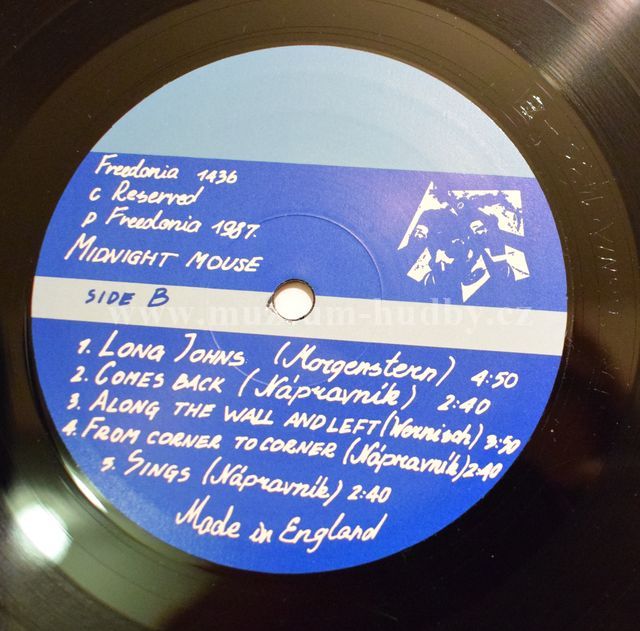 Freedonia 1436
c Reserved
p Freedonia 1987.
MIDNIGHT MOUSE
SIDE B
www.muzeum-hudby.cz
1. LONG JOHNS (Morgenstern) 4:50
2. COMES BACK (Nápravník) 2:40
3. ALONG THE WALL AND LEFT (Wernisch) 3:50
4. FROM CORNER TO CORNER (Nápravník) 2:40
5. SINGS (Nápravník) 2:40
Made in England